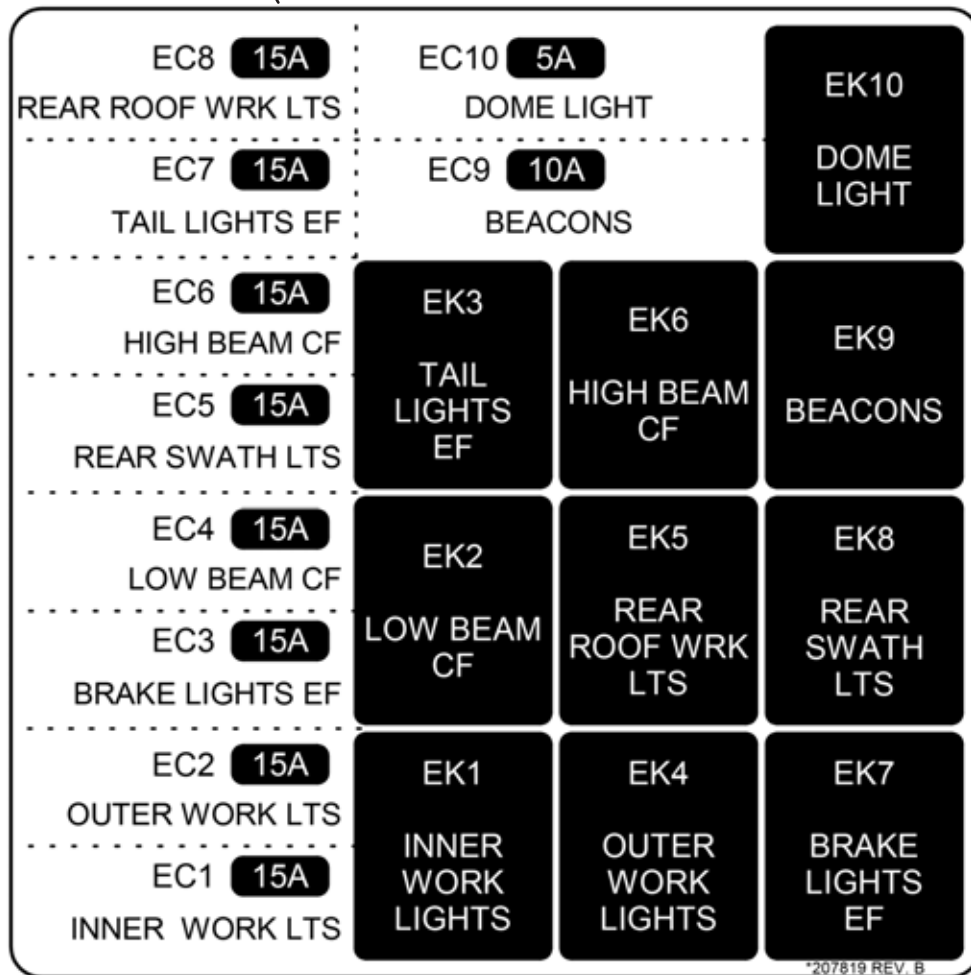 EC8 15A
REAR ROOF WRK LTS
EC10 5A
DOME LIGHT
EK10
DOME
LIGHT
EC7 15A
TAIL LIGHTS EF
EC9 10A
BEACONS
EC6 15A
HIGH BEAM CF
EC5 15A
REAR SWATH LTS
EK3
TAIL
LIGHTS
EF
EK6
HIGH BEAM
CF
EK9
BEACONS
EC4 15A
LOW BEAM CF
EC3 15A
BRAKE LIGHTS EF
EK2
LOW BEAM
CF
EK5
REAR
ROOF WRK
LTS
EK8
REAR
SWATH
LTS
EC2 15A
OUTER WORK LTS
EC1 15A
INNER WORK LTS
EK1
INNER
WORK
LIGHTS
EK4
OUTER
WORK
LIGHTS
EK7
BRAKE
LIGHTS
EF
*207819 REV. B